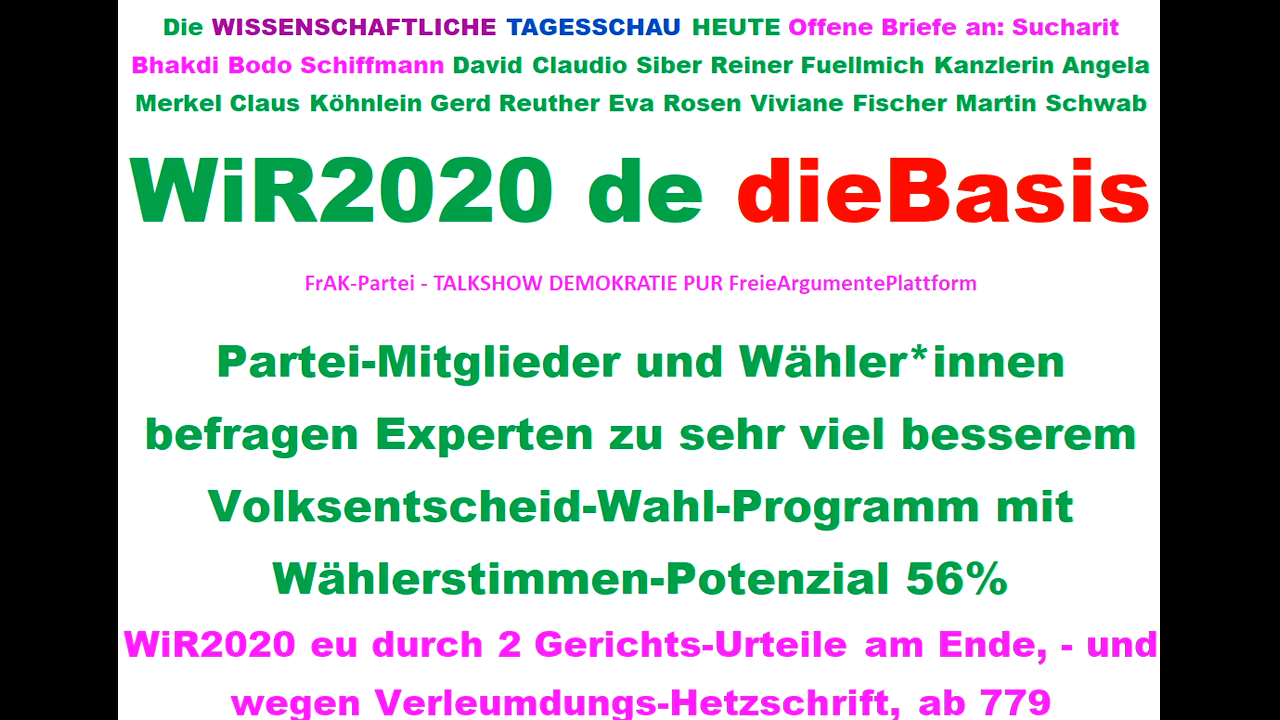 Die WISSENSCHAFTLICHE TAGESSCHAU HEUTE Offene Briefe an: Sucharit
Bhakdi Bodo Schiffmann David Claudio Siber Reiner Fuellmich Kanzlerin Angela
Merkel Claus Köhnlein Gerd Reuther Eva Rosen Viviane Fischer Martin Schwab
WiR2020 de dieBasis
FrAK-Partei - TALKSHOW DEMOKRATIE PUR FreieArgumentePlattform
Partei-Mitglieder und Wähler*innen
befragen Experten zu sehr viel besserem
Volksentscheid-Wahl-Programm mit
Wählerstimmen-Potenzial 56%
WiR2020 eu durch 2 Gerichts-Urteile am Ende, - und
wegen Verleumdungs-Hetzschrift, ab 779